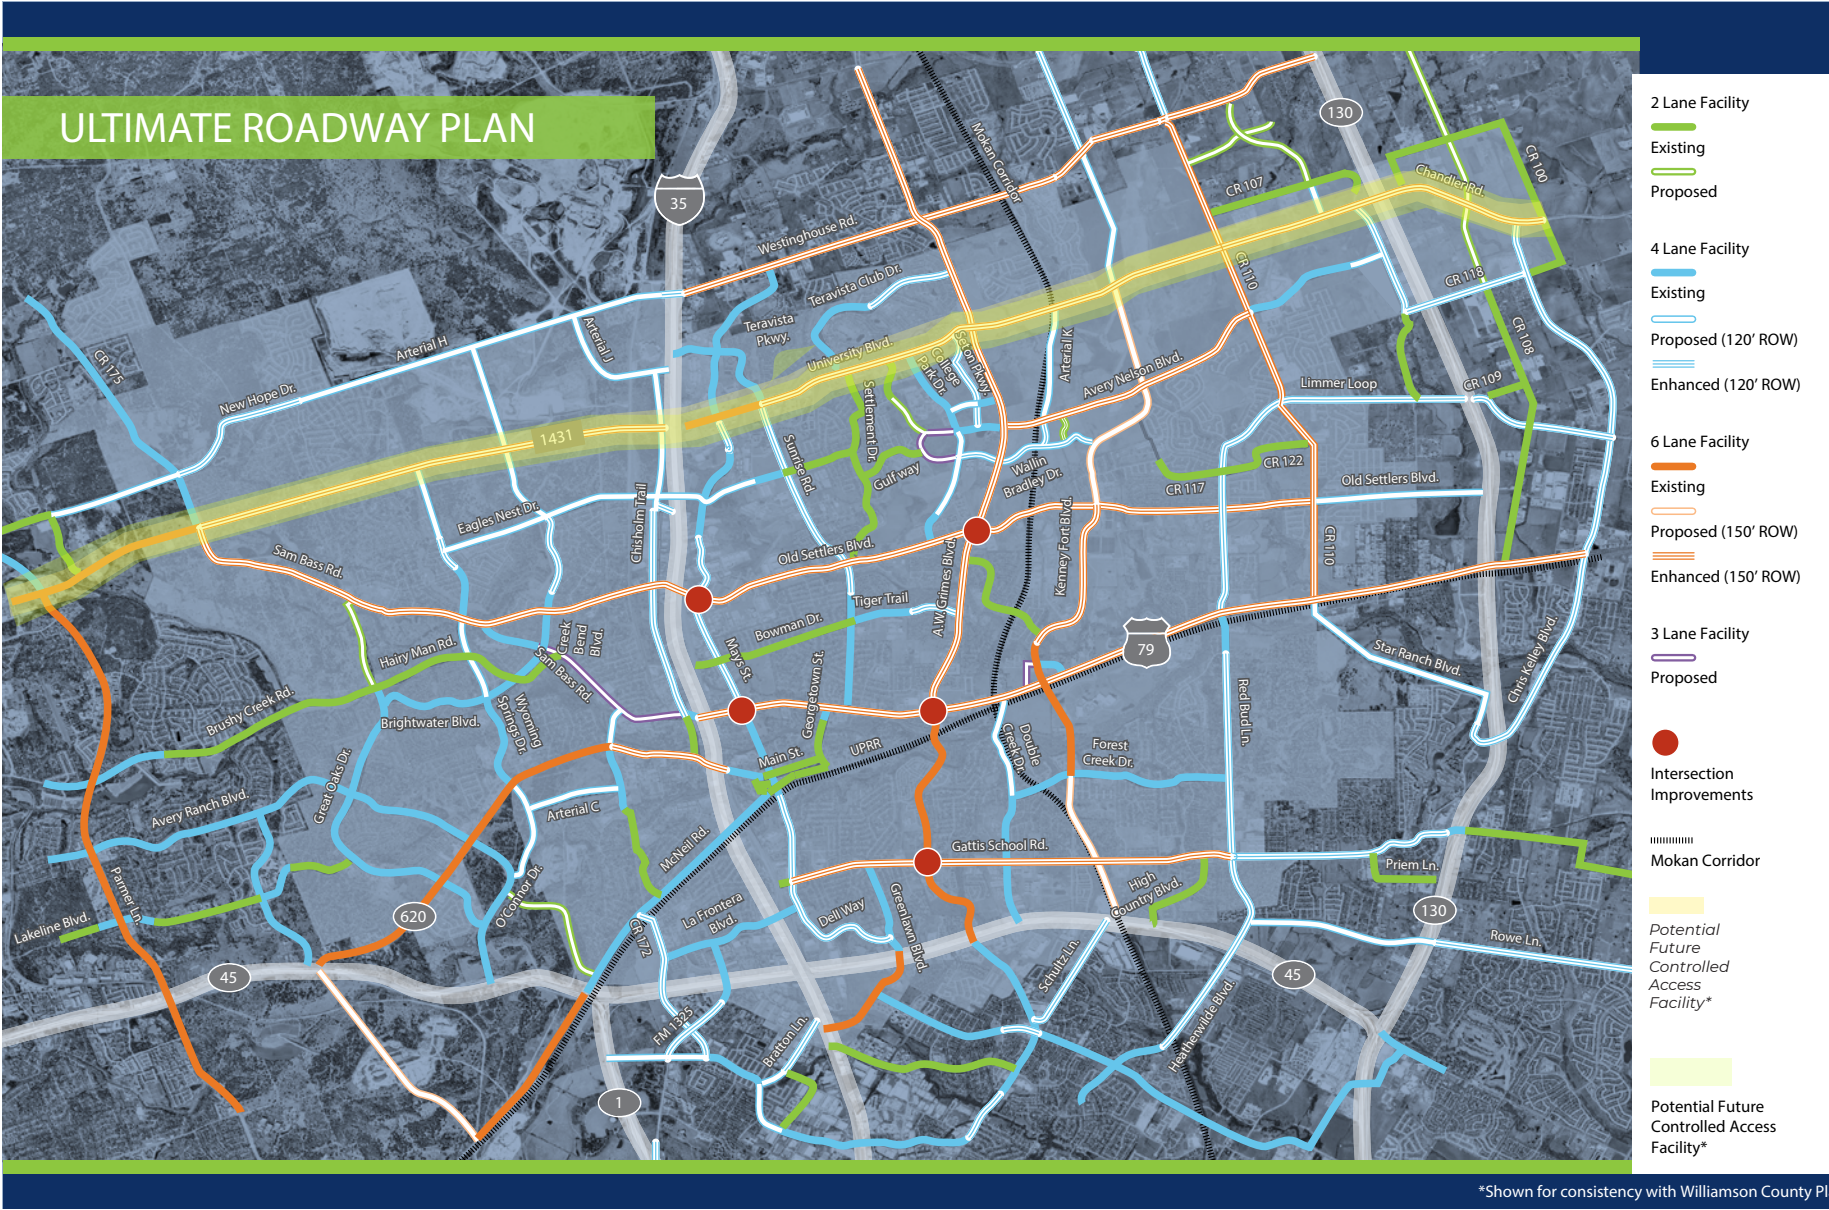 ULTIMATE ROADWAY PLAN
35
130
Mokan Corridor
CR 107
CR 100
Chandler Rd.
Westinghouse Rd.
Teravista Club Dr.
Teravista
Pkwy.
CR 110
CR 118
CR 108
CR 109
Limmer Loop
Arterial H
Arterial J
Arterial K
CR 175
New Hope Dr.
1431
University Blvd.
Seton Pkwy.
College
Park Dr.
Settlement Dr.
Avery Nelson Blvd.
Sunrise Rd.
Gulf way
Wallin
Bradley Dr.
CR 122
CR 117
Old Settlers Blvd.
Eagles Nest Dr.
Chisholm Trail
Sam Bass Rd.
Old Settlers Blvd.
A.W. Grimes Blvd.
Kenney Fort Blvd.
CR 110
Tiger Trail
Bowman Dr.
Mays St.
Georgetown St.
Hairy Man Rd.
Creek
Bend
Blvd.
Sam Bass Rd.
79
Star Ranch Blvd.
Chris Kelley Blvd.
Red Bud Ln.
Brushy Creek Rd.
Brightwater Blvd.
Wyoming
Springs Dr.
Main St.
UPRR
Double
Creek Dr.
Forest
Creek Dr.
Great Oaks Dr.
Avery Ranch Blvd.
Arterial C
McNeil Rd.
Gattis School Rd.
Priem Ln.
High
Country Blvd.
Parmer Ln.
620
O'Connor Dr.
Lakeline Blvd.
La Frontera
Blvd.
Dell Way
Greenlawn Blvd.
CR 172
45
130
Rowe Ln.
45
Schultz Ln.
Heatherwilde Blvd.
FM 1325
Bratton Ln.
1
2 Lane Facility
Existing
Proposed
4 Lane Facility
Existing
Proposed (120' ROW)
Enhanced (120' ROW)
6 Lane Facility
Existing
Proposed (150' ROW)
Enhanced (150' ROW)
3 Lane Facility
Proposed
Intersection
Improvements
Mokan Corridor
Potential
Future
Controlled
Access
Facility*
Potential Future
Controlled Access
Facility*
*Shown for consistency with Williamson County Pl